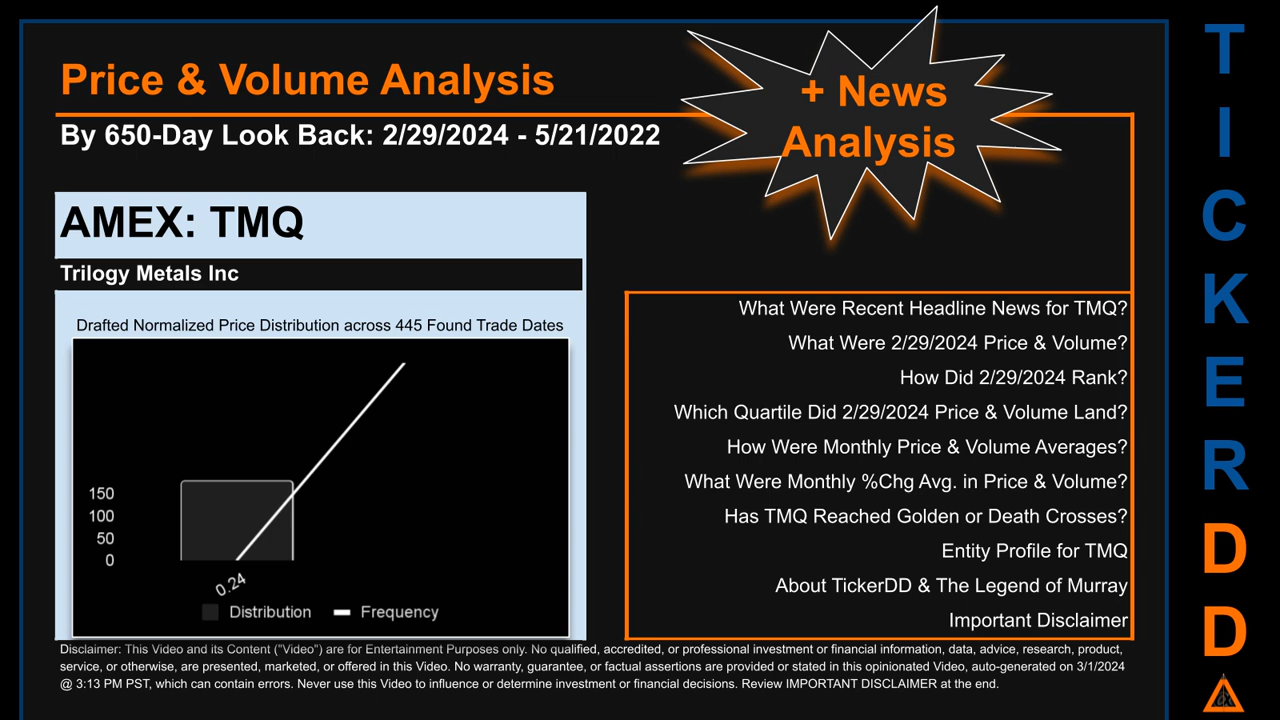 Price & Volume Analysis
+ News
Analysis
By 650-Day Look Back: 2/29/2024 - 5/21/2022
AMEX: TMQ
Trilogy Metals Inc
Drafted Normalized Price Distribution across 445 Found Trade Dates
150
100
50
0
0.24
Distribution
Frequency
What Were Recent Headline News for TMQ?
What Were 2/29/2024 Price & Volume?
How Did 2/29/2024 Rank?
Which Quartile Did 2/29/2024 Price & Volume Land?
How Were Monthly Price & Volume Averages?
What Were Monthly %Chg Avg. in Price & Volume?
Has TMQ Reached Golden or Death Crosses?
Entity Profile for TMQ
About TickerDD & The Legend of Murray
Important Disclaimer
Disclaimer: This Video and its Content ("Video") are for Entertainment Purposes only. No qualified, accredited, or professional investment or financial information, data, advice, research, product,
service, or otherwise, are presented, marketed, or offered in this Video. No warranty, guarantee, or factual assertions are provided or stated in this opinionated Video, auto-generated on 3/1/2024
@ 3:13 PM PST, which can contain errors. Never use this Video to influence or determine investment or financial decisions. Review IMPORTANT DISCLAIMER at the end.
TICKERDD